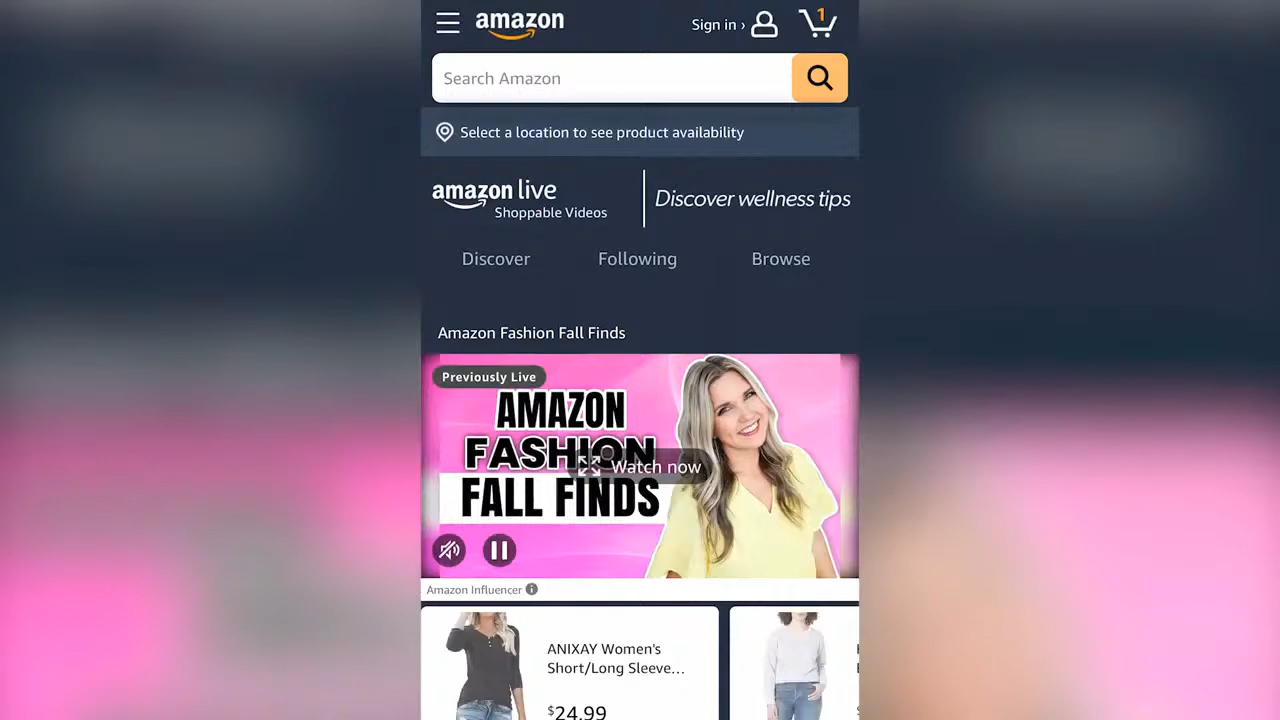 amazon
Sign in ›
1
Search Amazon
Select a location to see product availability
amazon live
Shoppable Videos
Discover wellness tips
Discover
Following
Browse
Amazon Fashion Fall Finds
Previously Live
AMAZON
FASHION
FALL FINDS
Watch now
Amazon Influencer
ANIXAY Women's
Short/Long Sleeve...
$24.99